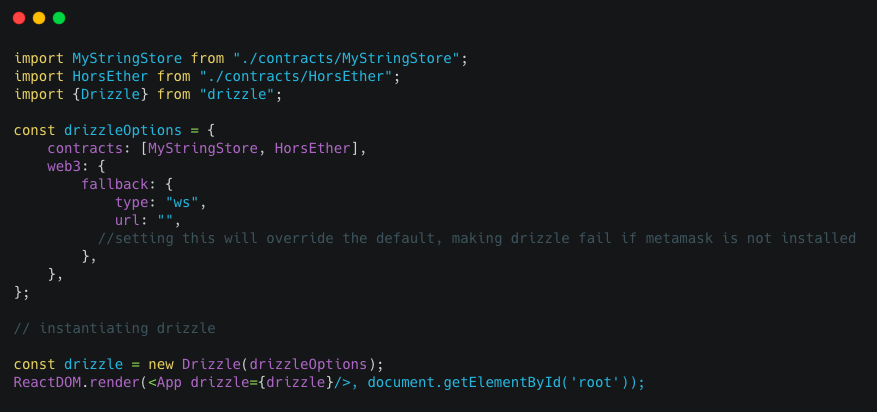 import MyStringStore from "./contracts/MyStringStore";
import HorsEther from "./contracts/HorsEther";
import {Drizzle} from "drizzle";
const drizzleOptions = {
    contracts: [MyStringStore, HorsEther],
    web3: {
        fallback: {
            type: "ws",
            url: "",
          //setting this will override the default, making drizzle fail if metamask is not installed
        },
    },
};
// instantiating drizzle
const drizzle = new Drizzle(drizzleOptions);
ReactDOM.render(<App drizzle={drizzle}/>, document.getElementById('root'));